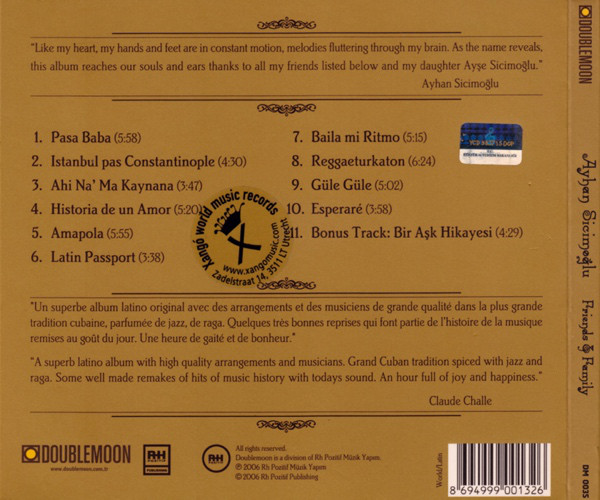 "Like my heart, my hands and feet are in constant motion, melodies fluttering through my brain. As the name reveals,
this album reaches our souls and ears thanks to all my friends listed below and my daughter Ayşe Sicimoğlu."
Ayhan Sicimoğlu
1. Pasa Baba (5:58)
2. Istanbul pas Constantinople (4:30)
3. Ahi Na' Ma Kaynana (3:47)
4. Historia de un Amor (5:20)
5. Amapola (5:55)
6. Latin Passport (3:38)
7. Baila mi Ritmo (5:15)
8. Reggaeturkaton (6:24)
9. Güle Güle (5:02)
10. Esperaré (3:58)
11. Bonus Track: Bir Aşk Hikayesi (4:29)
Xangó world music records
X
www.xangomusic.com
Zadelstraat 14, 3511 LT Utrecht
"Un superbe album latino original avec des arrangements et des musiciens de grande qualité dans la plus grande
tradition cubaine, parfumée de jazz, de raga. Quelques très bonnes reprises qui font partie de l'histoire de la musique
remises au goût du jour. Une heure de gaité et de bonheur."
"A superb latino album with high quality arrangements and musicians. Grand Cuban tradition spiced with jazz and
raga. Some well made remakes of hits of music history with todays sound. An hour full of joy and happiness."
Claude Challe
DOUBLEMOON
www.doublemoon.com.tr
RH
RH
All rights reserved.
Doublemoon is a division of Rh Pozitif Müzik Yapım.
℗ 2006 Rh Pozitif Müzik Yapım
© 2006 Rh Pozitif Publishing
World/Latin
8 694999 001326
DOUBLEMOON
Ayhan Sicimoğlu Friends & Family
DM 0035